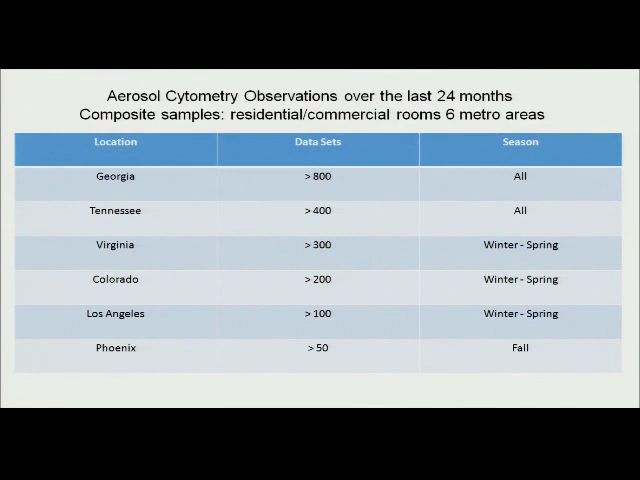 Aerosol Cytometry Observations over the last 24 months
Composite samples: residential/commercial rooms 6 metro areas
Location Data Sets Season
Georgia > 800 All
Tennessee > 400 All
Virginia > 300 Winter - Spring
Colorado > 200 Winter - Spring
Los Angeles > 100 Winter - Spring
Phoenix > 50 Fall